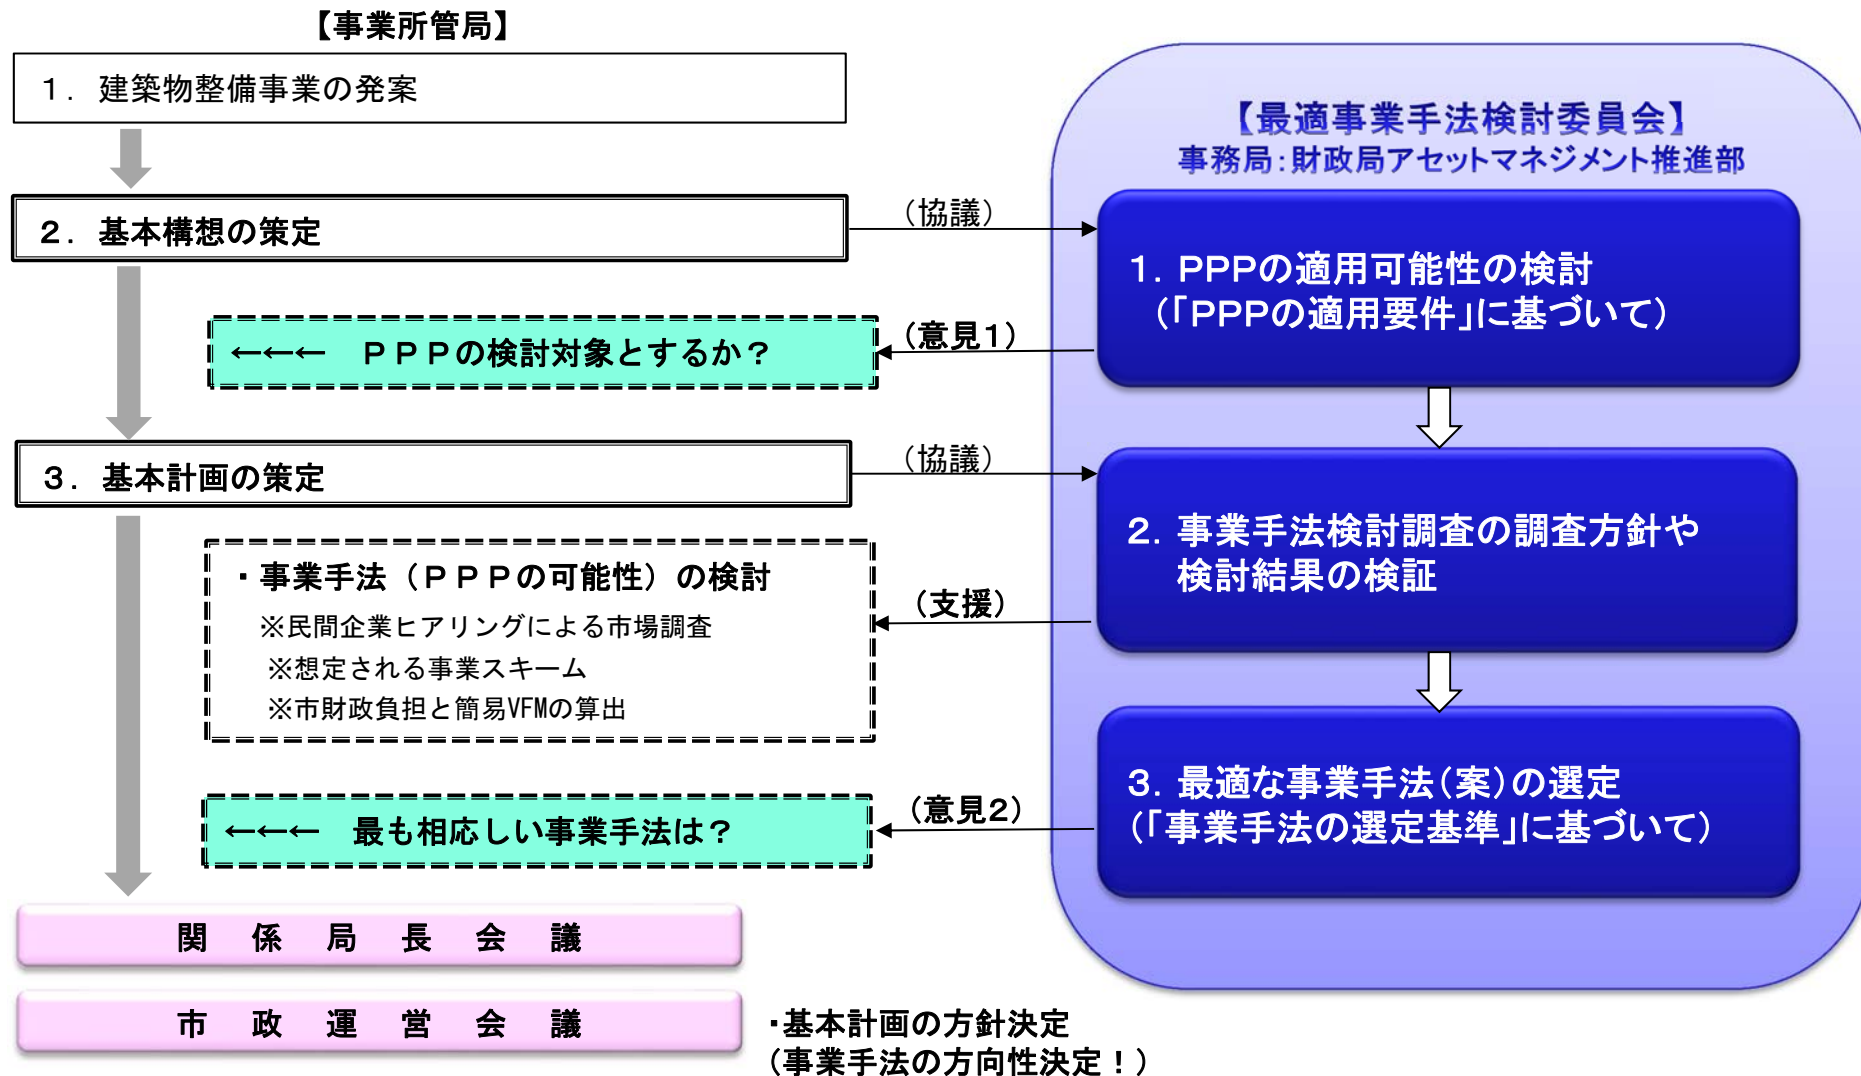 【事業所管局】
１．建築物整備事業の発案
２．基本構想の策定
（協議）
←←←　ＰＰＰの検討対象とするか？
（意見１）
３．基本計画の策定
（協議）
・事業手法（ＰＰＰの可能性）の検討
※民間企業ヒアリングによる市場調査
※想定される事業スキーム
※市財政負担と簡易VFMの算出
（支援）
←←←　最も相応しい事業手法は？
（意見２）
関係局長会議
市政運営会議
・基本計画の方針決定
（事業手法の方向性決定！）
【最適事業手法検討委員会】
事務局：財政局アセットマネジメント推進部
１．ＰＰＰの適用可能性の検討
（「ＰＰＰの適用要件」に基づいて）
２．事業手法検討調査の調査方針や
検討結果の検証
３．最適な事業手法（案）の選定
（「事業手法の選定基準」に基づいて）